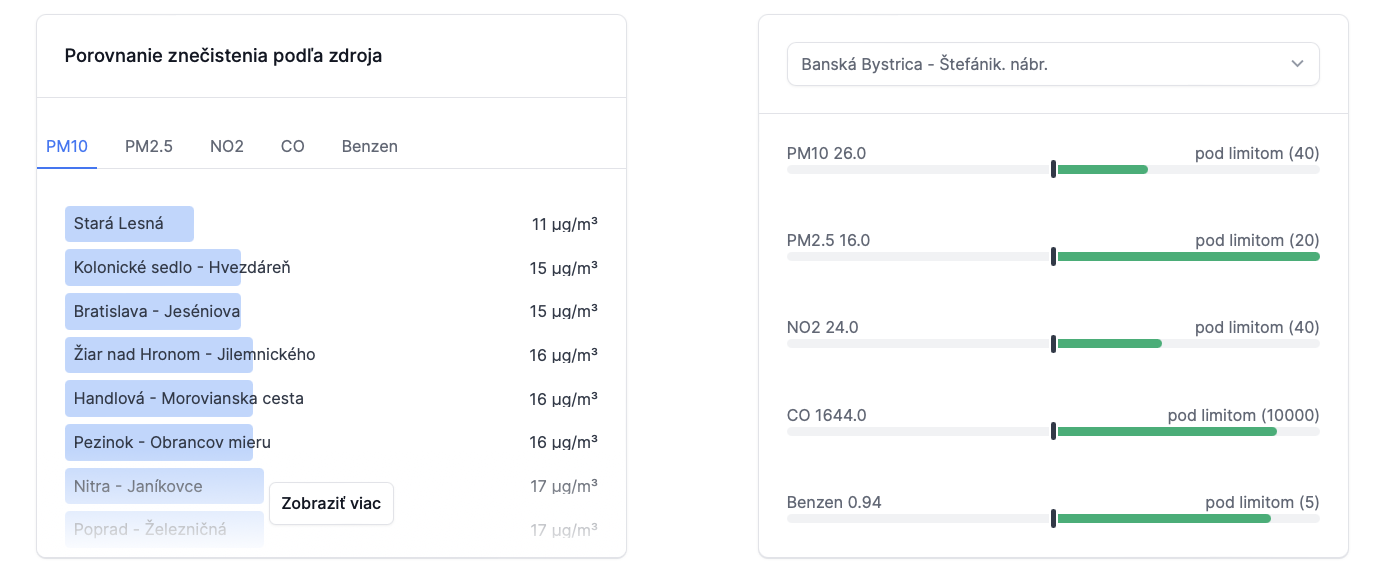 Porovnanie znečistenia podľa zdroja
PM10 PM2.5 NO2 CO Benzen
Stará Lesná 11 µg/m³
Kolonické sedlo - Hvezdáreň 15 µg/m³
Bratislava - Jeséniova 15 µg/m³
Žiar nad Hronom - Jilemnického 16 µg/m³
Handlová - Morovianska cesta 16 µg/m³
Pezinok - Obrancov mieru 16 µg/m³
Nitra - Janíkovce 17 µg/m³
Zobraziť viac
Poprad - Železničná 17 µg/m³
Banská Bystrica - Štefánik. nábr.
PM10 26.0 pod limitom (40)
PM2.5 16.0 pod limitom (20)
NO2 24.0 pod limitom (40)
CO 1644.0 pod limitom (10000)
Benzen 0.94 pod limitom (5)